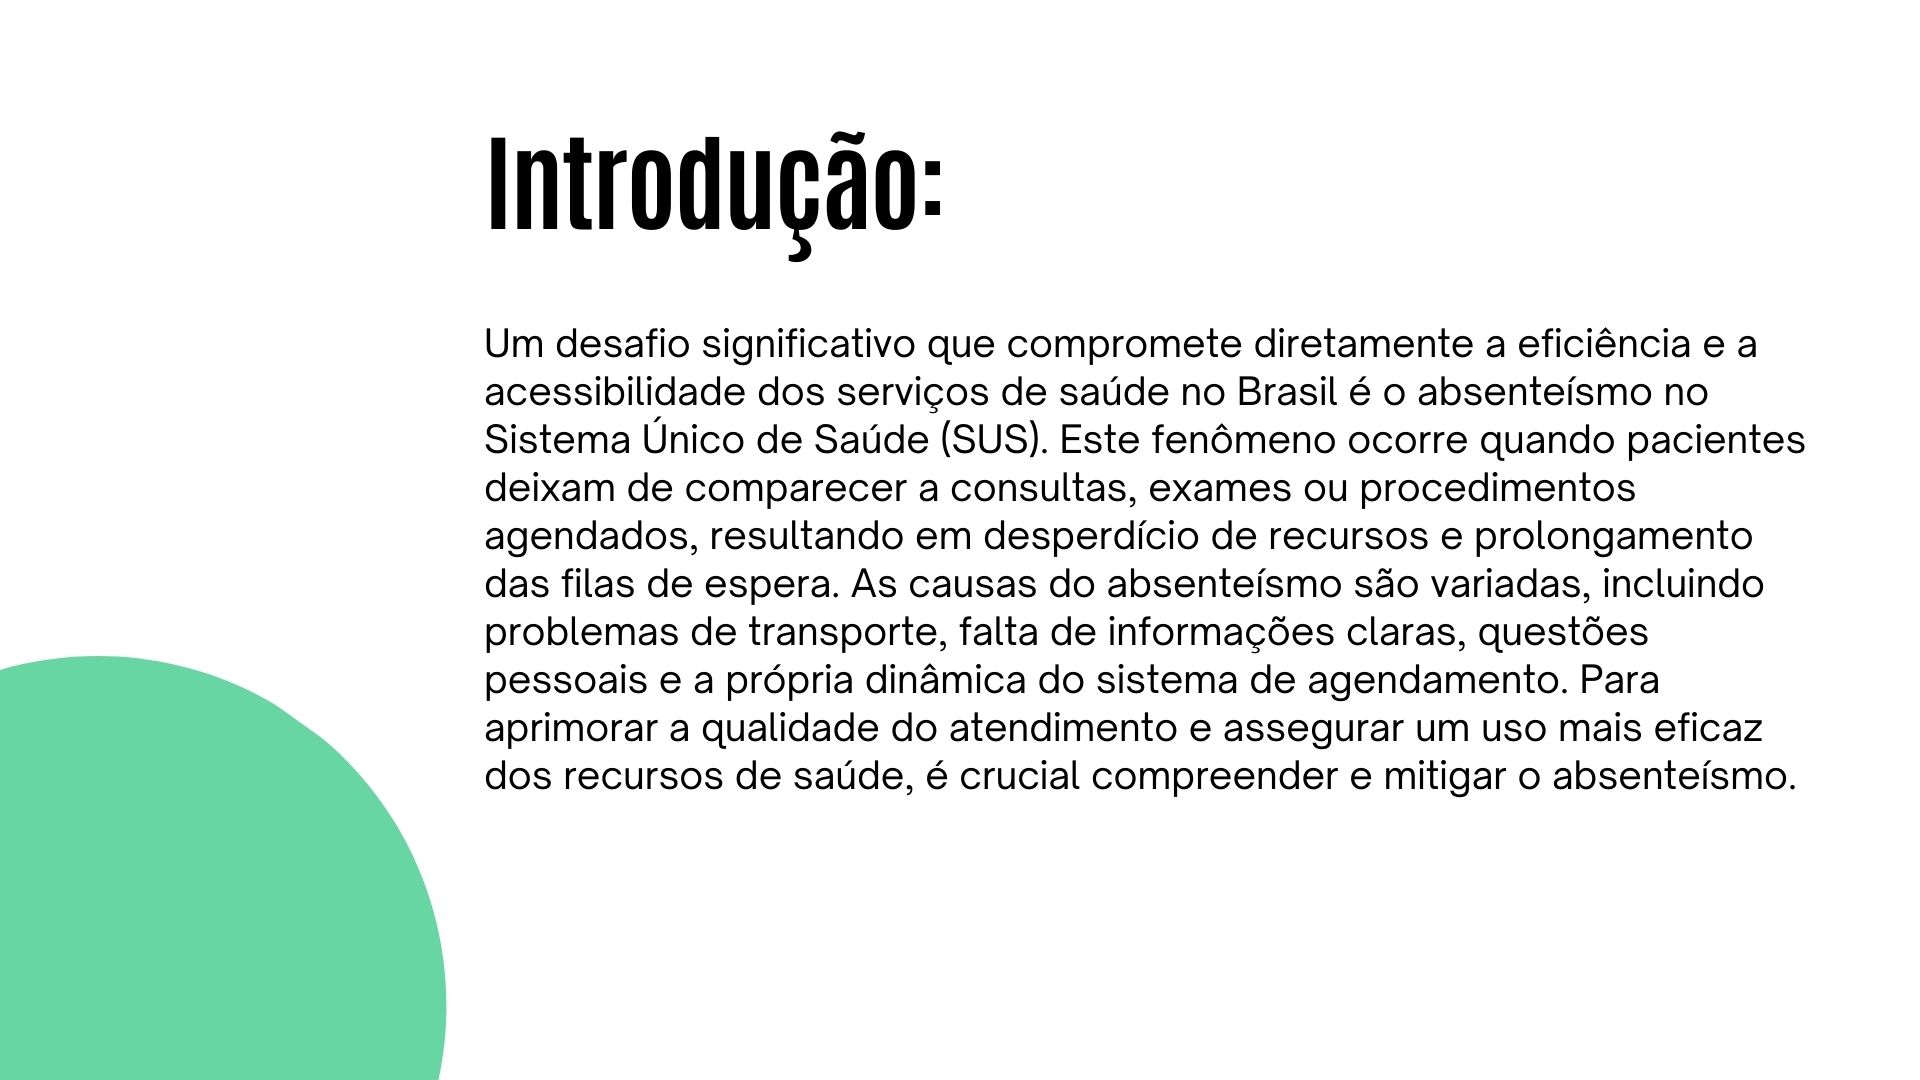 Introdução:
Um desafio significativo que compromete diretamente a eficiência e a
acessibilidade dos serviços de saúde no Brasil é o absenteísmo no
Sistema Único de Saúde (SUS). Este fenômeno ocorre quando pacientes
deixam de comparecer a consultas, exames ou procedimentos
agendados, resultando em desperdício de recursos e prolongamento
das filas de espera. As causas do absenteísmo são variadas, incluindo
problemas de transporte, falta de informações claras, questões
pessoais e a própria dinâmica do sistema de agendamento. Para
aprimorar a qualidade do atendimento e assegurar um uso mais eficaz
dos recursos de saúde, é crucial compreender e mitigar o absenteísmo.